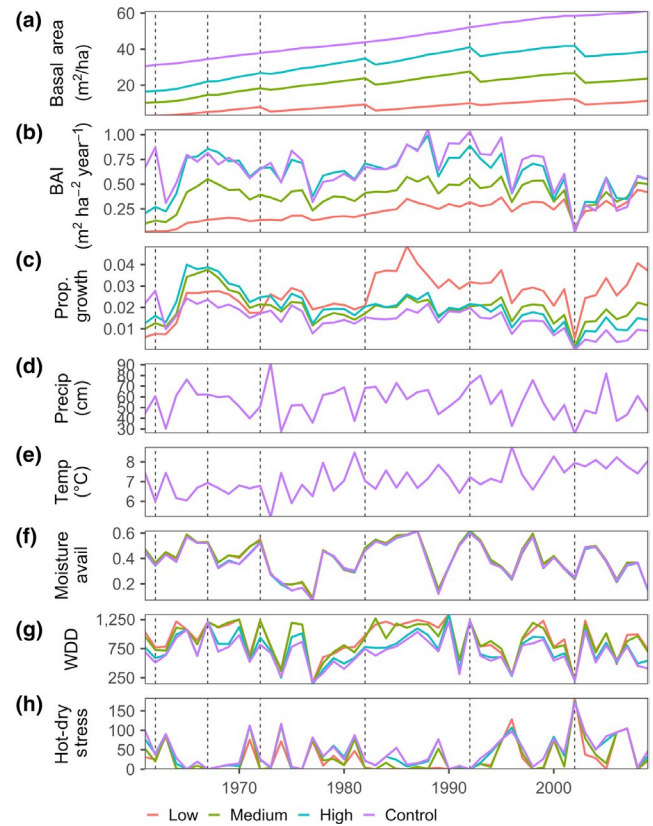 (a)
Basal area
(m²/ha)
60
40
20
(b)
BAI
(m² ha⁻² year⁻¹)
1.00
0.75
0.50
0.25
(c)
Prop.
growth
0.04
0.03
0.02
0.01
(d)
Precip
(cm)
90
80
70
60
50
40
30
(e)
Temp
(°C)
8
7
6
(f)
Moisture
avail
0.6
0.4
0.2
(g)
WDD
1,250
750
250
(h)
Hot-dry
stress
150
100
50
0
1970 1980 1990 2000
Low Medium High Control